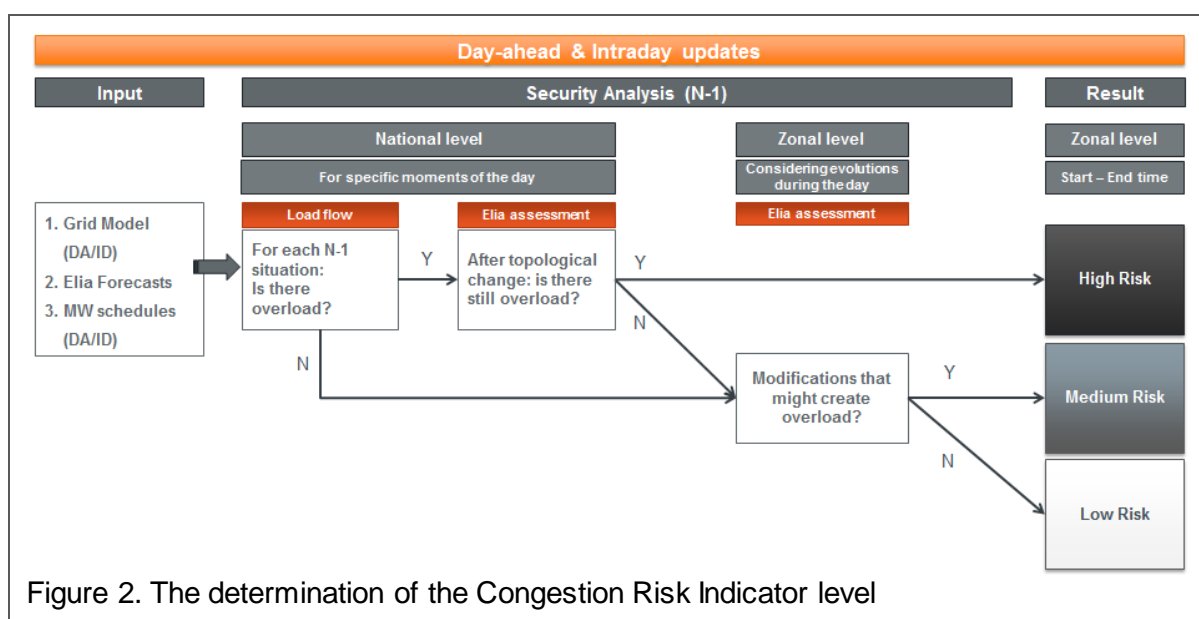 Day-ahead & Intraday updates
Input
Security Analysis (N-1)
Result
National level
Zonal level
Zonal level
For specific moments of the day
Considering evolutions
during the day
Start – End time
Load flow
Elia assessment
Elia assessment
1. Grid Model
(DA/ID)
2. Elia Forecasts
3. MW schedules
(DA/ID)
For each N-1
situation:
Is there
overload?
Y
After topological
change: is there
still overload?
Y
High Risk
N
N
Modifications that
might create
overload?
Y
Medium Risk
N
Low Risk
Figure 2. The determination of the Congestion Risk Indicator level